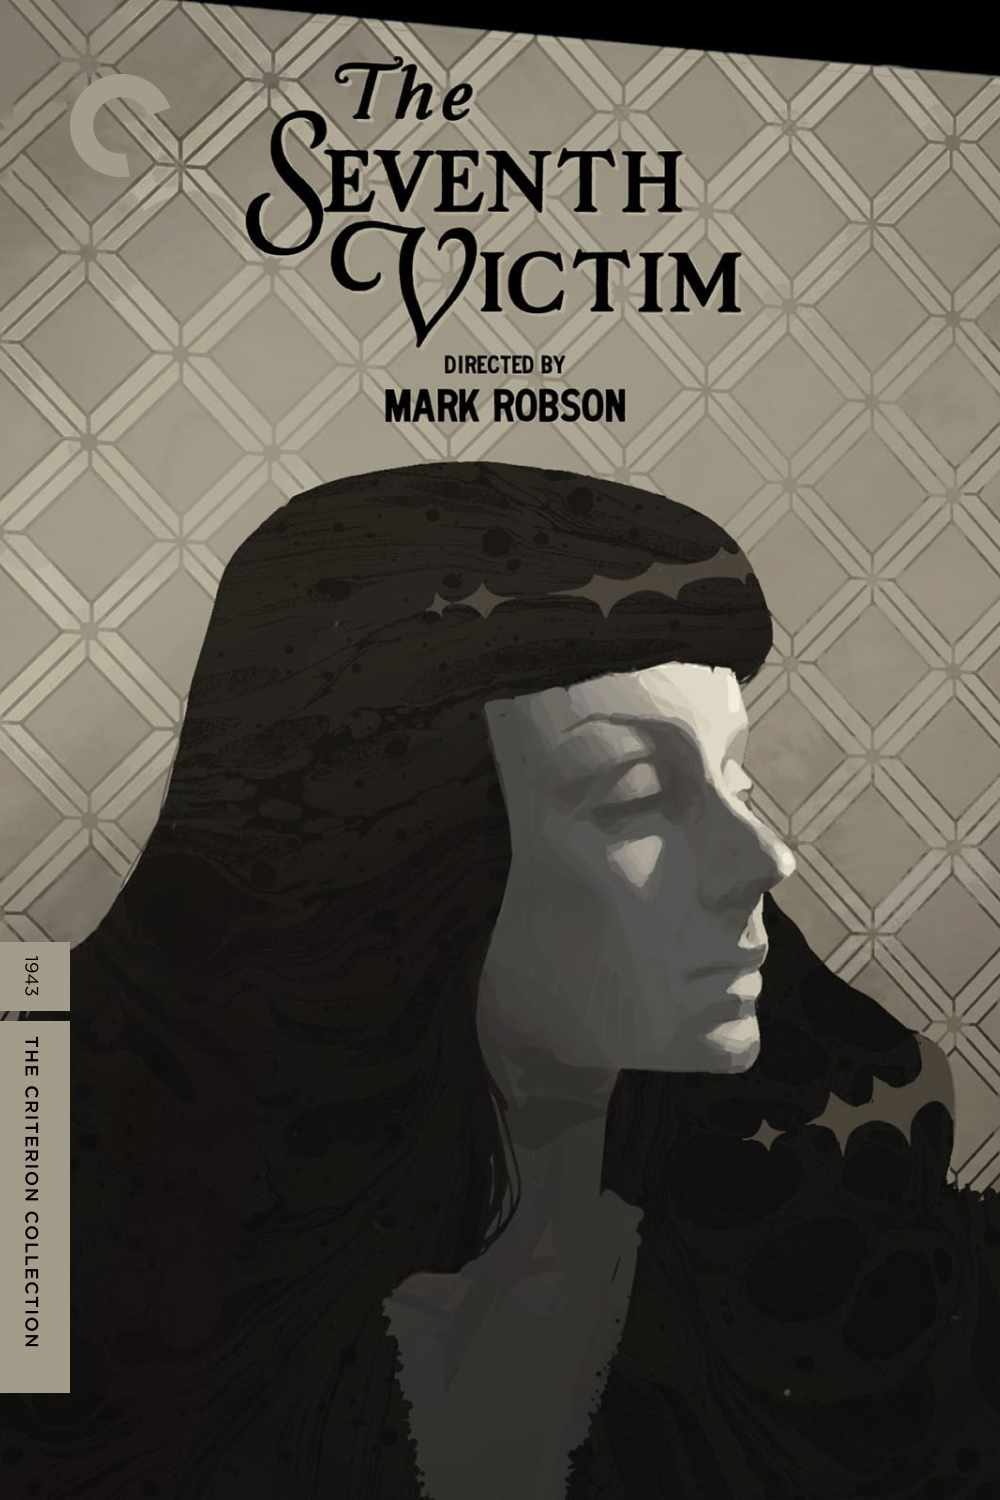 The
SEVENTH
VICTIM
DIRECTED BY
MARK ROBSON
1943
THE CRITERION COLLECTION